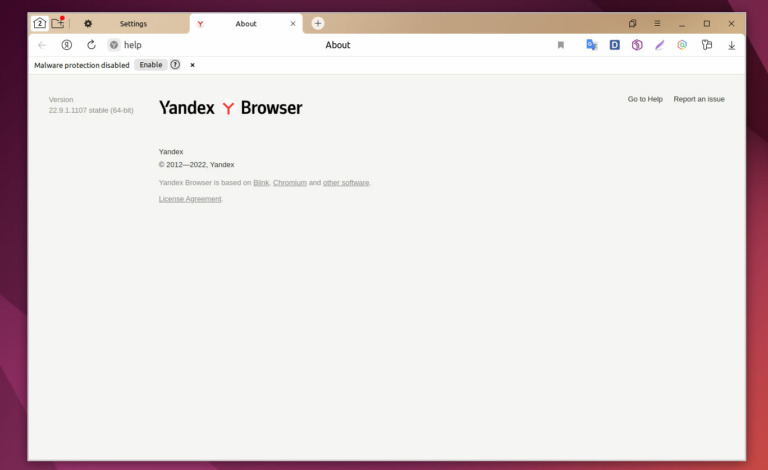 2
Settings
About
help
About
Malware protection disabled Enable ?
Version
22.9.1.1107 stable (64-bit)
Yandex Y Browser
Go to Help Report an issue
Yandex
© 2012—2022, Yandex
Yandex Browser is based on Blink, Chromium and other software.
License Agreement.